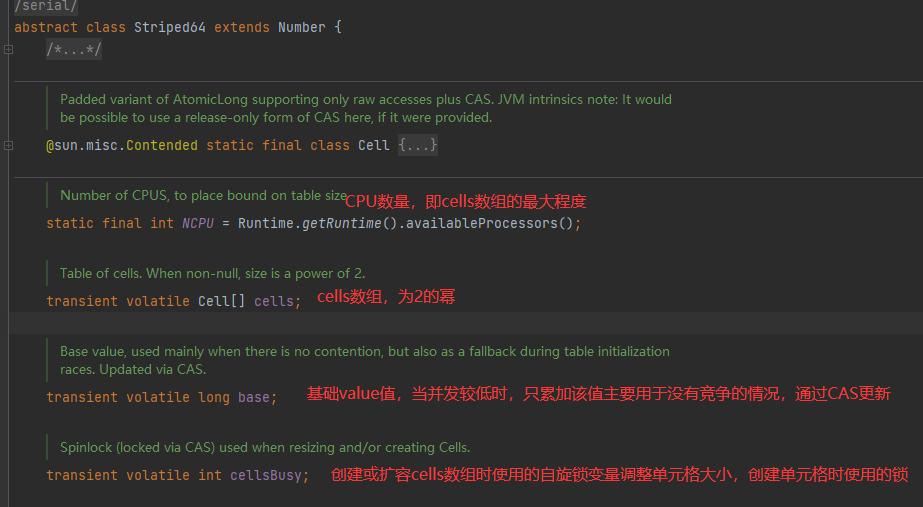 /serial/
abstract class Striped64 extends Number {
/*...*/
Padded variant of AtomicLong supporting only raw accesses plus CAS. JVM intrinsics note: It would
be possible to use a release-only form of CAS here, if it were provided.
@sun.misc.Contended static final class Cell {...}
Number of CPUS, to place bound on table size CPU数量，即cells数组的最大程度
static final int NCPU = Runtime.getRuntime().availableProcessors();
Table of cells. When non-null, size is a power of 2.
transient volatile Cell[] cells; cells数组，为2的幂
Base value, used mainly when there is no contention, but also as a fallback during table initialization
races. Updated via CAS.
transient volatile long base; 基础value值，当并发较低时，只累加该值主要用于没有竞争的情况，通过CAS更新
Spinlock (locked via CAS) used when resizing and/or creating Cells.
transient volatile int cellsBusy; 创建或扩容cells数组时使用的自旋锁变量调整单元格大小，创建单元格时使用的锁